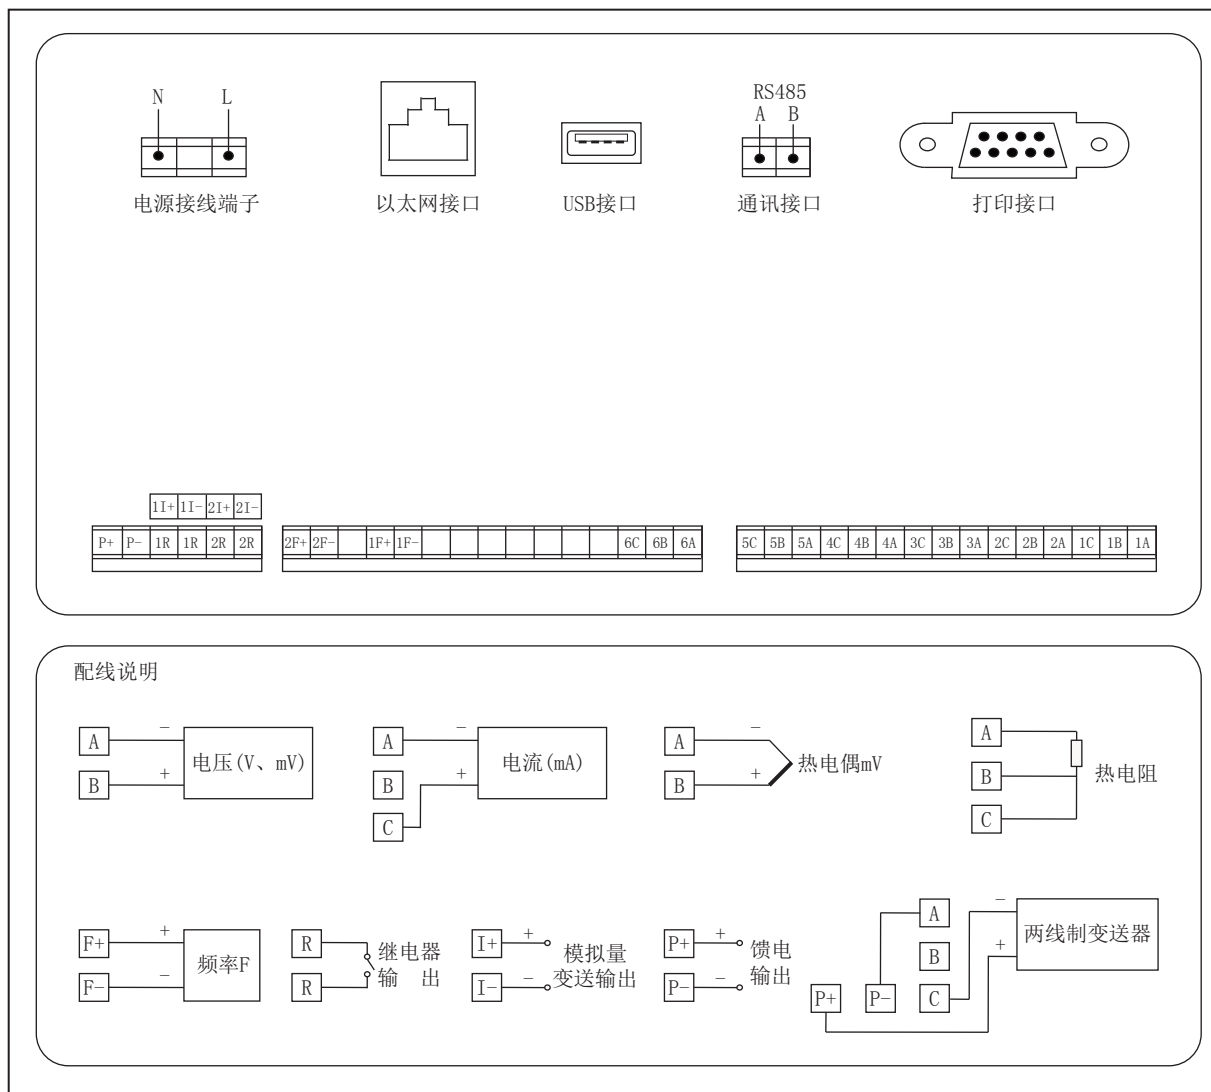 RS485
N L A B
电源接线端子 以太网接口 USB接口 通讯接口 打印接口
1I+ 1I- 2I+ 2I-
P+ P- 1R 1R 2R 2R 2F+ 2F- 1F+ 1F- 6C 6B 6A 5C 5B 5A 4C 4B 4A 3C 3B 3A 2C 2B 2A 1C 1B 1A
配线说明
A - B + 电压(V、mV)
A - B + C 电流(mA)
A - B + 热电偶mV
A B C 热电阻
F+ + F- - 频率F
R R 继电器
输 出
I+ + I- - 模拟量
变送输出
P+ + P- - 馈电
输出
P+ P- A B C - + 两线制变送器